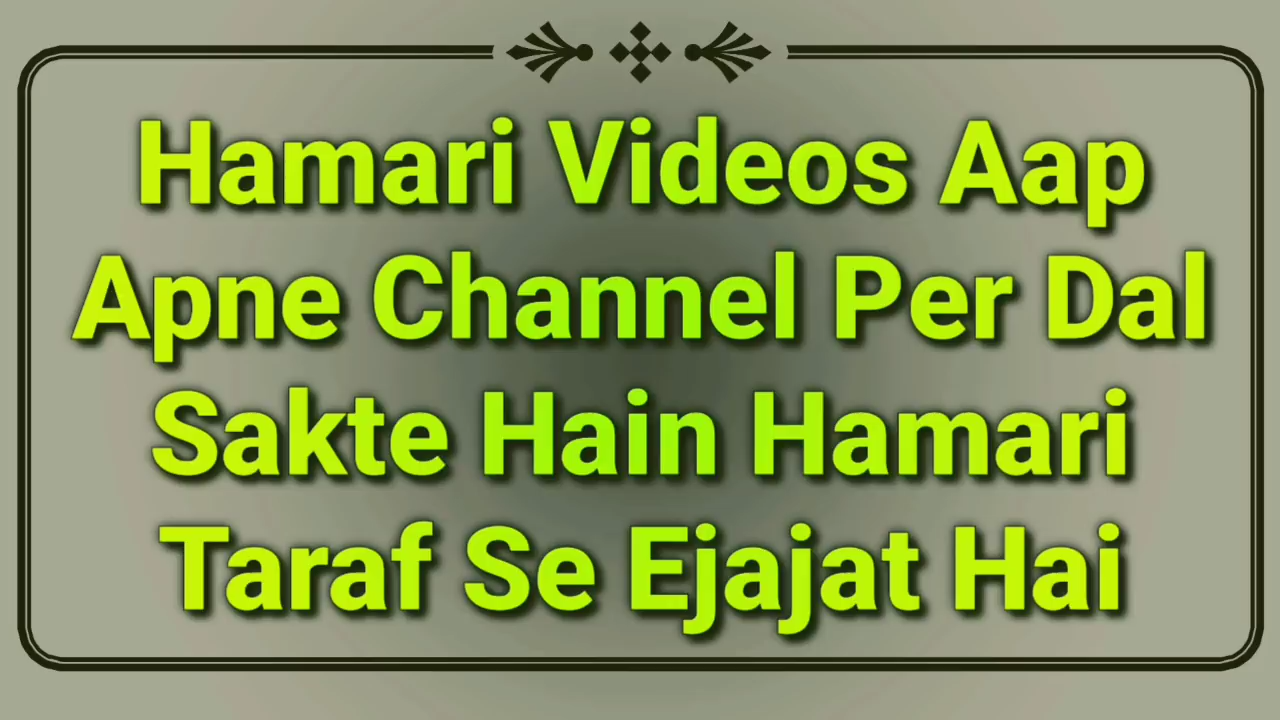 Hamari Videos Aap
Apne Channel Per Dal
Sakte Hain Hamari
Taraf Se Ejajat Hai